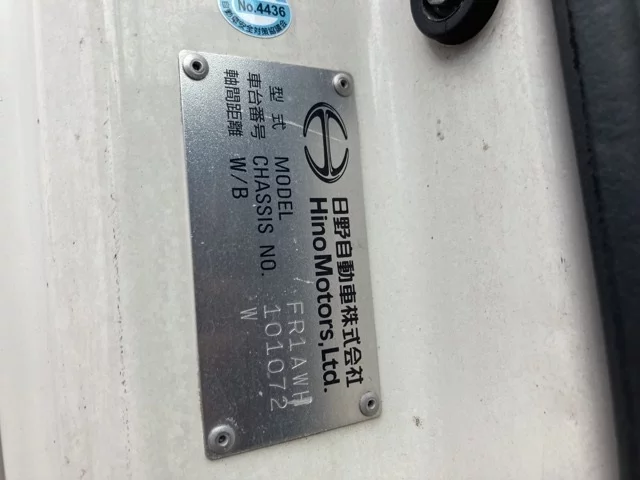 No.4436
日野自動車株式会社
HinoMotors,Ltd.
型式 MODEL FR1AWH
車台番号 CHASSIS NO. 101072
軸間距離 W/B W